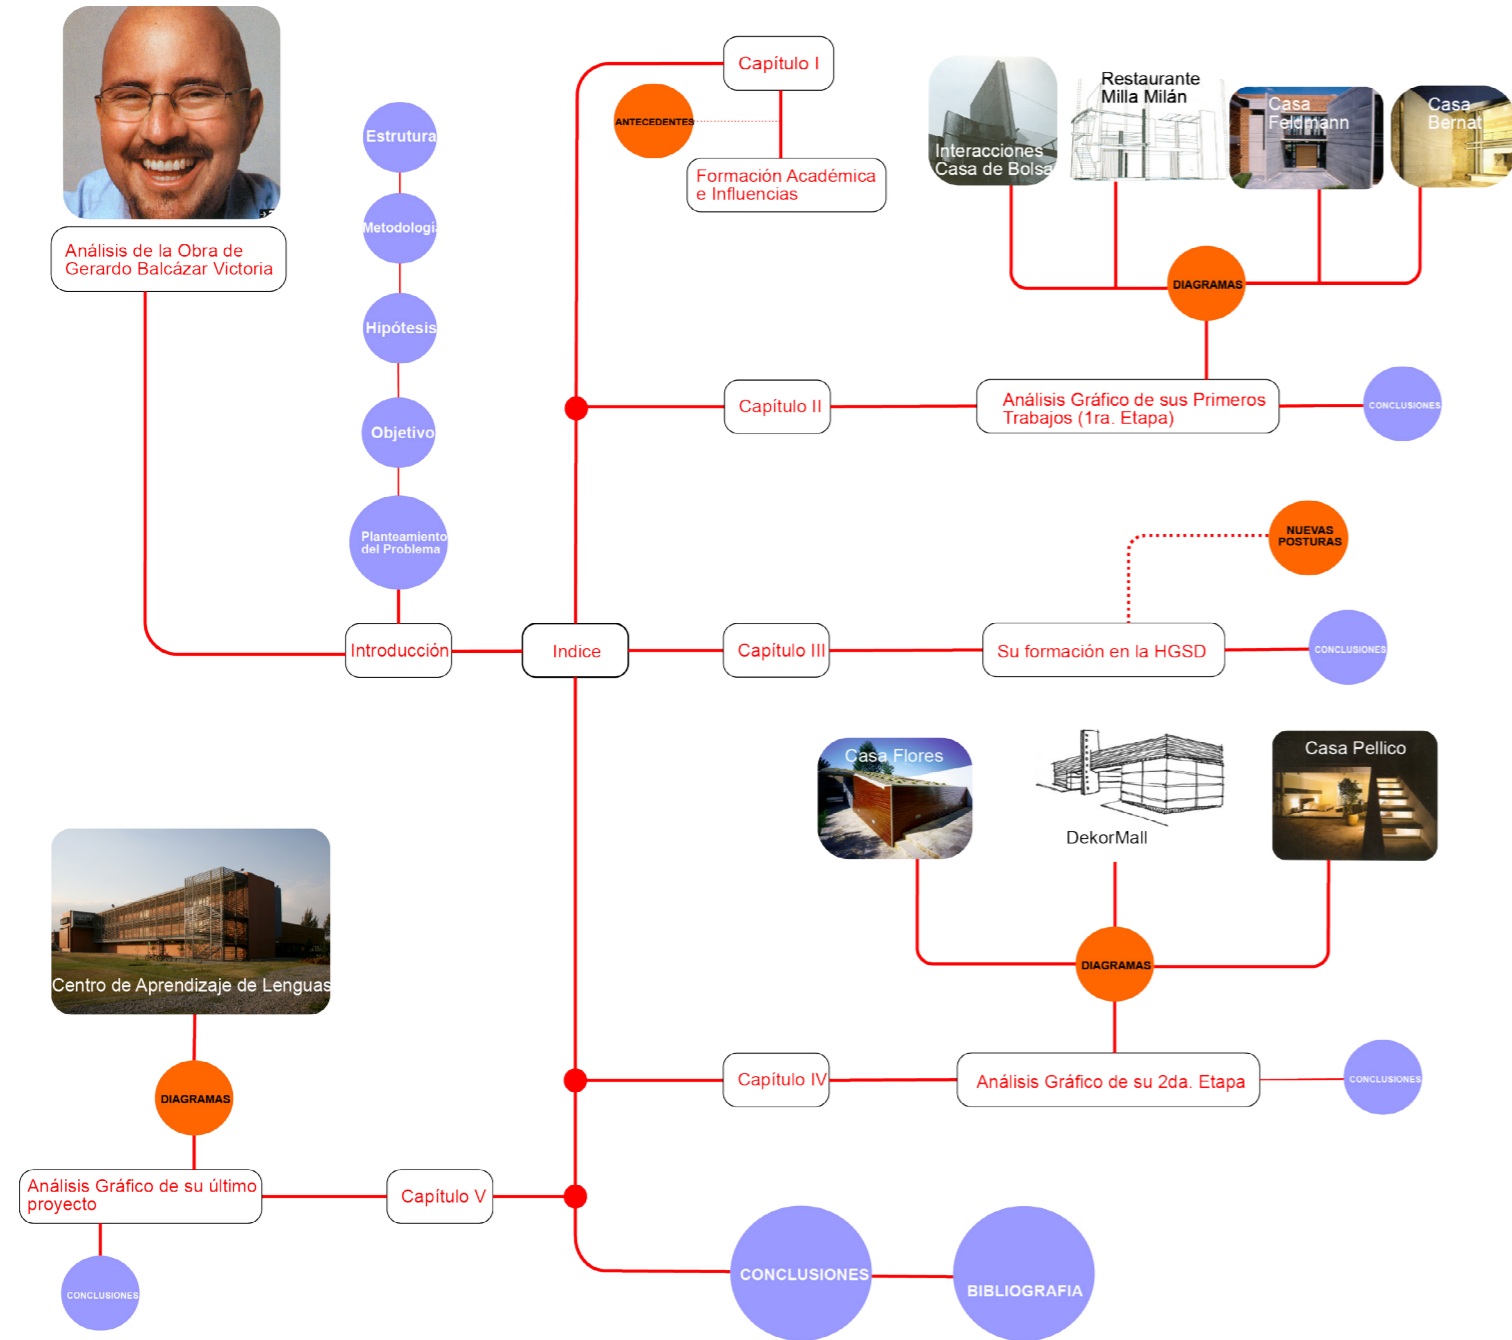 Análisis de la Obra de
Gerardo Balcázar Victoria
Estrutura
Metodología
Hipótesis
Objetivo
Planteamiento
del Problema
Introducción
Indice
Capítulo I
ANTECEDENTES
Formación Académica
e Influencias
Interacciones
Casa de Bolsa
Restaurante
Milla Milán
Casa
Feldmann
Casa
Bernat
DIAGRAMAS
Capítulo II
Análisis Gráfico de sus Primeros
Trabajos (1ra. Etapa)
CONCLUSIONES
NUEVAS
POSTURAS
Capítulo III
Su formación en la HGSD
CONCLUSIONES
Casa Flores
DekorMall
Casa Pellico
DIAGRAMAS
Capítulo IV
Análisis Gráfico de su 2da. Etapa
CONCLUSIONES
Centro de Aprendizaje de Lenguas
DIAGRAMAS
Análisis Gráfico de su último
proyecto
Capítulo V
CONCLUSIONES
CONCLUSIONES
BIBLIOGRAFIA